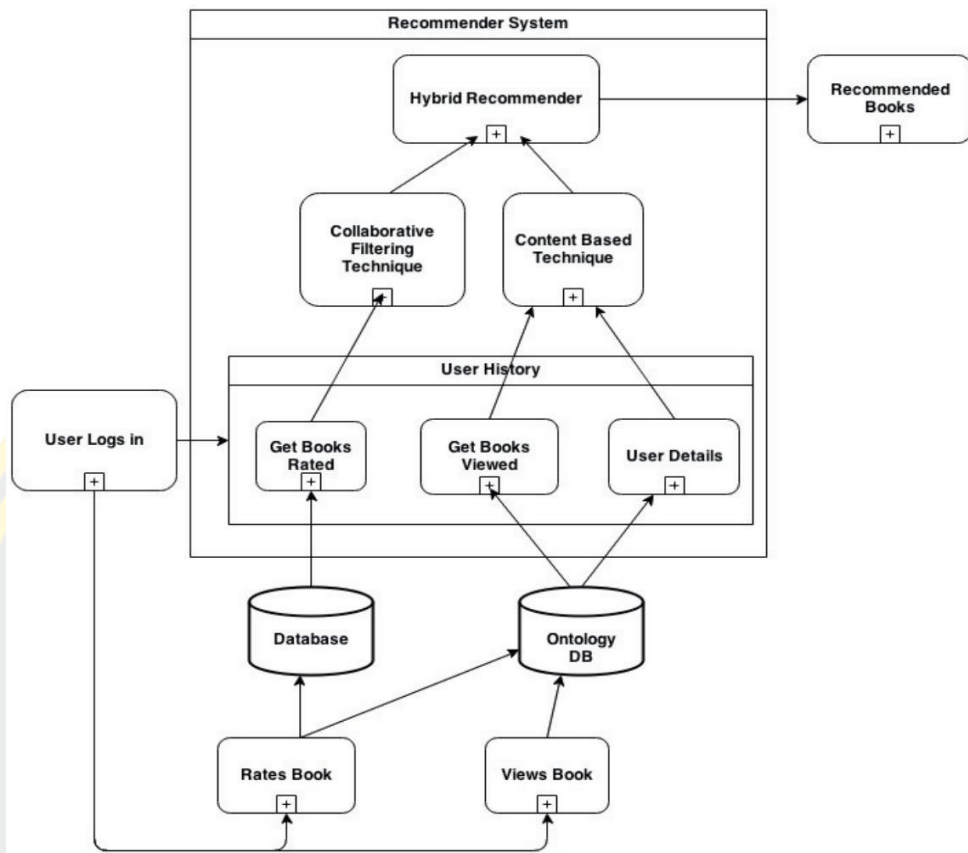 Recommender System
Hybrid Recommender
+
Recommended
Books
+
Collaborative
Filtering
Technique
+
Content Based
Technique
+
User History
User Logs in
+
Get Books
Rated
+
Get Books
Viewed
+
User Details
+
Database
Ontology
DB
Rates Book
+
Views Book
+